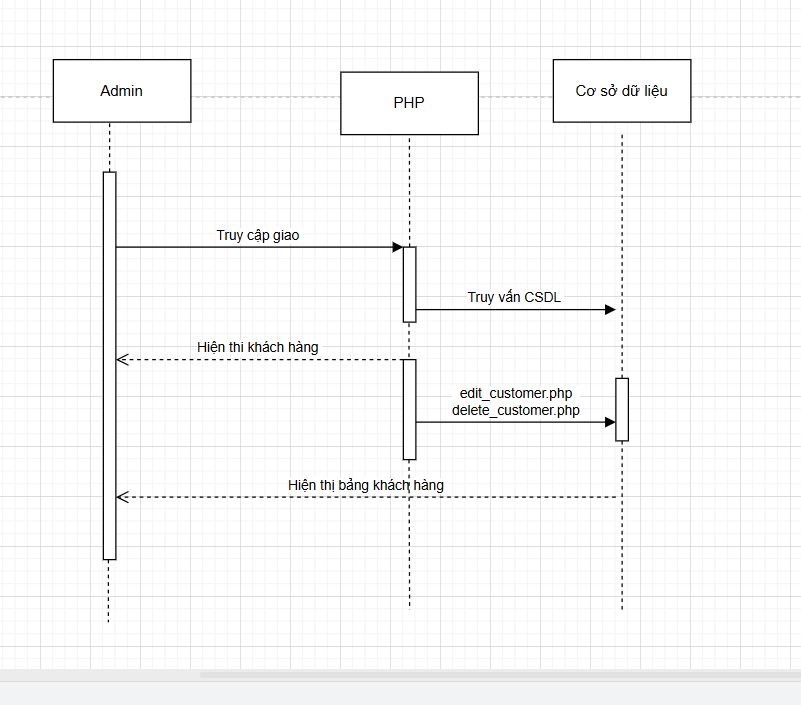 Admin
PHP
Cơ sở dữ liệu
Truy cập giao
Truy vấn CSDL
Hiện thi khách hàng
edit_customer.php
delete_customer.php
Hiện thị bảng khách hàng